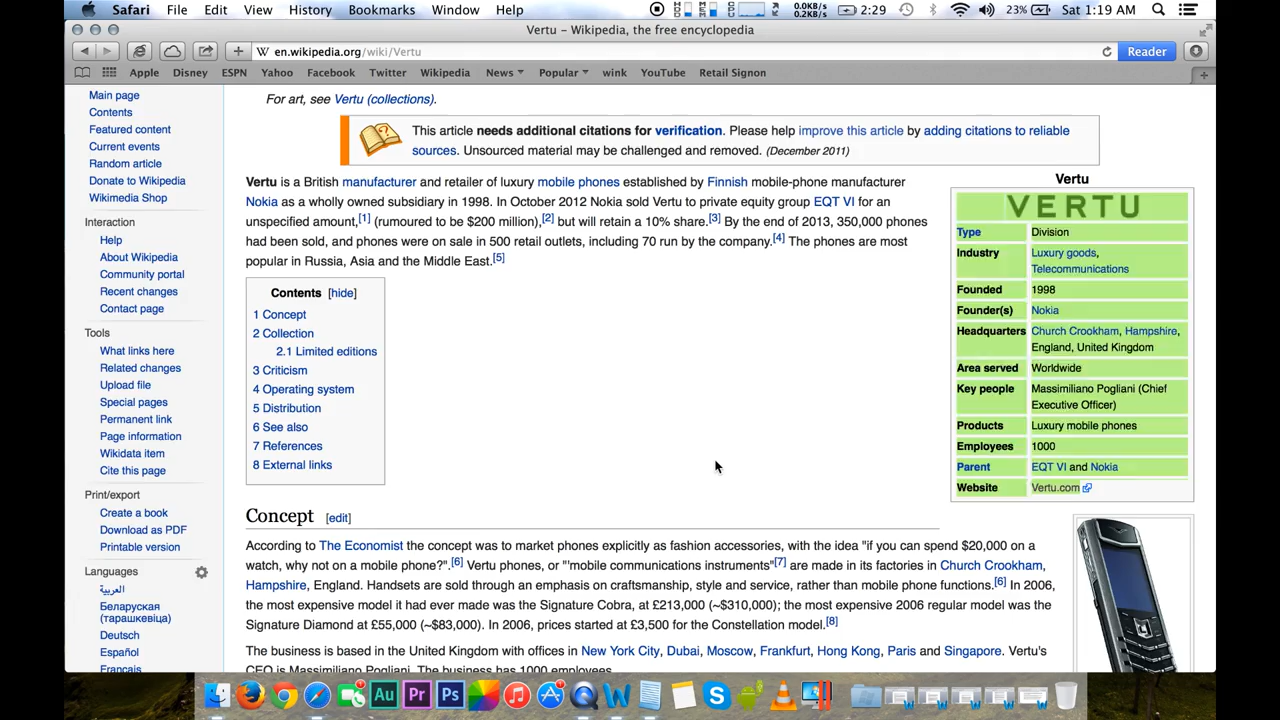 Safari File Edit View History Bookmarks Window Help 0.0KB/s 0.2KB/s 2:29 23% Sat 1:19 AM
Vertu – Wikipedia, the free encyclopedia
W en.wikipedia.org/wiki/Vertu Reader
Apple Disney ESPN Yahoo Facebook Twitter Wikipedia News Popular wink YouTube Retail Signon
Main page
Contents
Featured content
Current events
Random article
Donate to Wikipedia
Wikimedia Shop
Interaction
Help
About Wikipedia
Community portal
Recent changes
Contact page
Tools
What links here
Related changes
Upload file
Special pages
Permanent link
Page information
Wikidata item
Cite this page
Print/export
Create a book
Download as PDF
Printable version
Languages
العربية
Беларуская
(тарашкевіца)
Deutsch
Español
Français
For art, see Vertu (collections).
This article needs additional citations for verification. Please help improve this article by adding citations to reliable
sources. Unsourced material may be challenged and removed. (December 2011)
Vertu is a British manufacturer and retailer of luxury mobile phones established by Finnish mobile-phone manufacturer
Nokia as a wholly owned subsidiary in 1998. In October 2012 Nokia sold Vertu to private equity group EQT VI for an
unspecified amount,[1] (rumoured to be $200 million),[2] but will retain a 10% share.[3] By the end of 2013, 350,000 phones
had been sold, and phones were on sale in 500 retail outlets, including 70 run by the company.[4] The phones are most
popular in Russia, Asia and the Middle East.[5]
Contents [hide]
1 Concept
2 Collection
2.1 Limited editions
3 Criticism
4 Operating system
5 Distribution
6 See also
7 References
8 External links
Vertu
VERTU
Type Division
Industry Luxury goods,
Telecommunications
Founded 1998
Founder(s) Nokia
Headquarters Church Crookham, Hampshire,
England, United Kingdom
Area served Worldwide
Key people Massimiliano Pogliani (Chief
Executive Officer)
Products Luxury mobile phones
Employees 1000
Parent EQT VI and Nokia
Website Vertu.com
Concept [edit]
According to The Economist the concept was to market phones explicitly as fashion accessories, with the idea "if you can spend $20,000 on a
watch, why not on a mobile phone?".[6] Vertu phones, or "'mobile communications instruments"[7] are made in its factories in Church Crookham,
Hampshire, England. Handsets are sold through an emphasis on craftsmanship, style and service, rather than mobile phone functions.[6] In 2006,
the most expensive model it had ever made was the Signature Cobra, at £213,000 (~$310,000); the most expensive 2006 regular model was the
Signature Diamond at £55,000 (~$83,000). In 2006, prices started at £3,500 for the Constellation model.[8]
The business is based in the United Kingdom with offices in New York City, Dubai, Moscow, Frankfurt, Hong Kong, Paris and Singapore. Vertu's
CEO is Massimiliano Pogliani. The business has 1000 employees.
Au Pr Ps